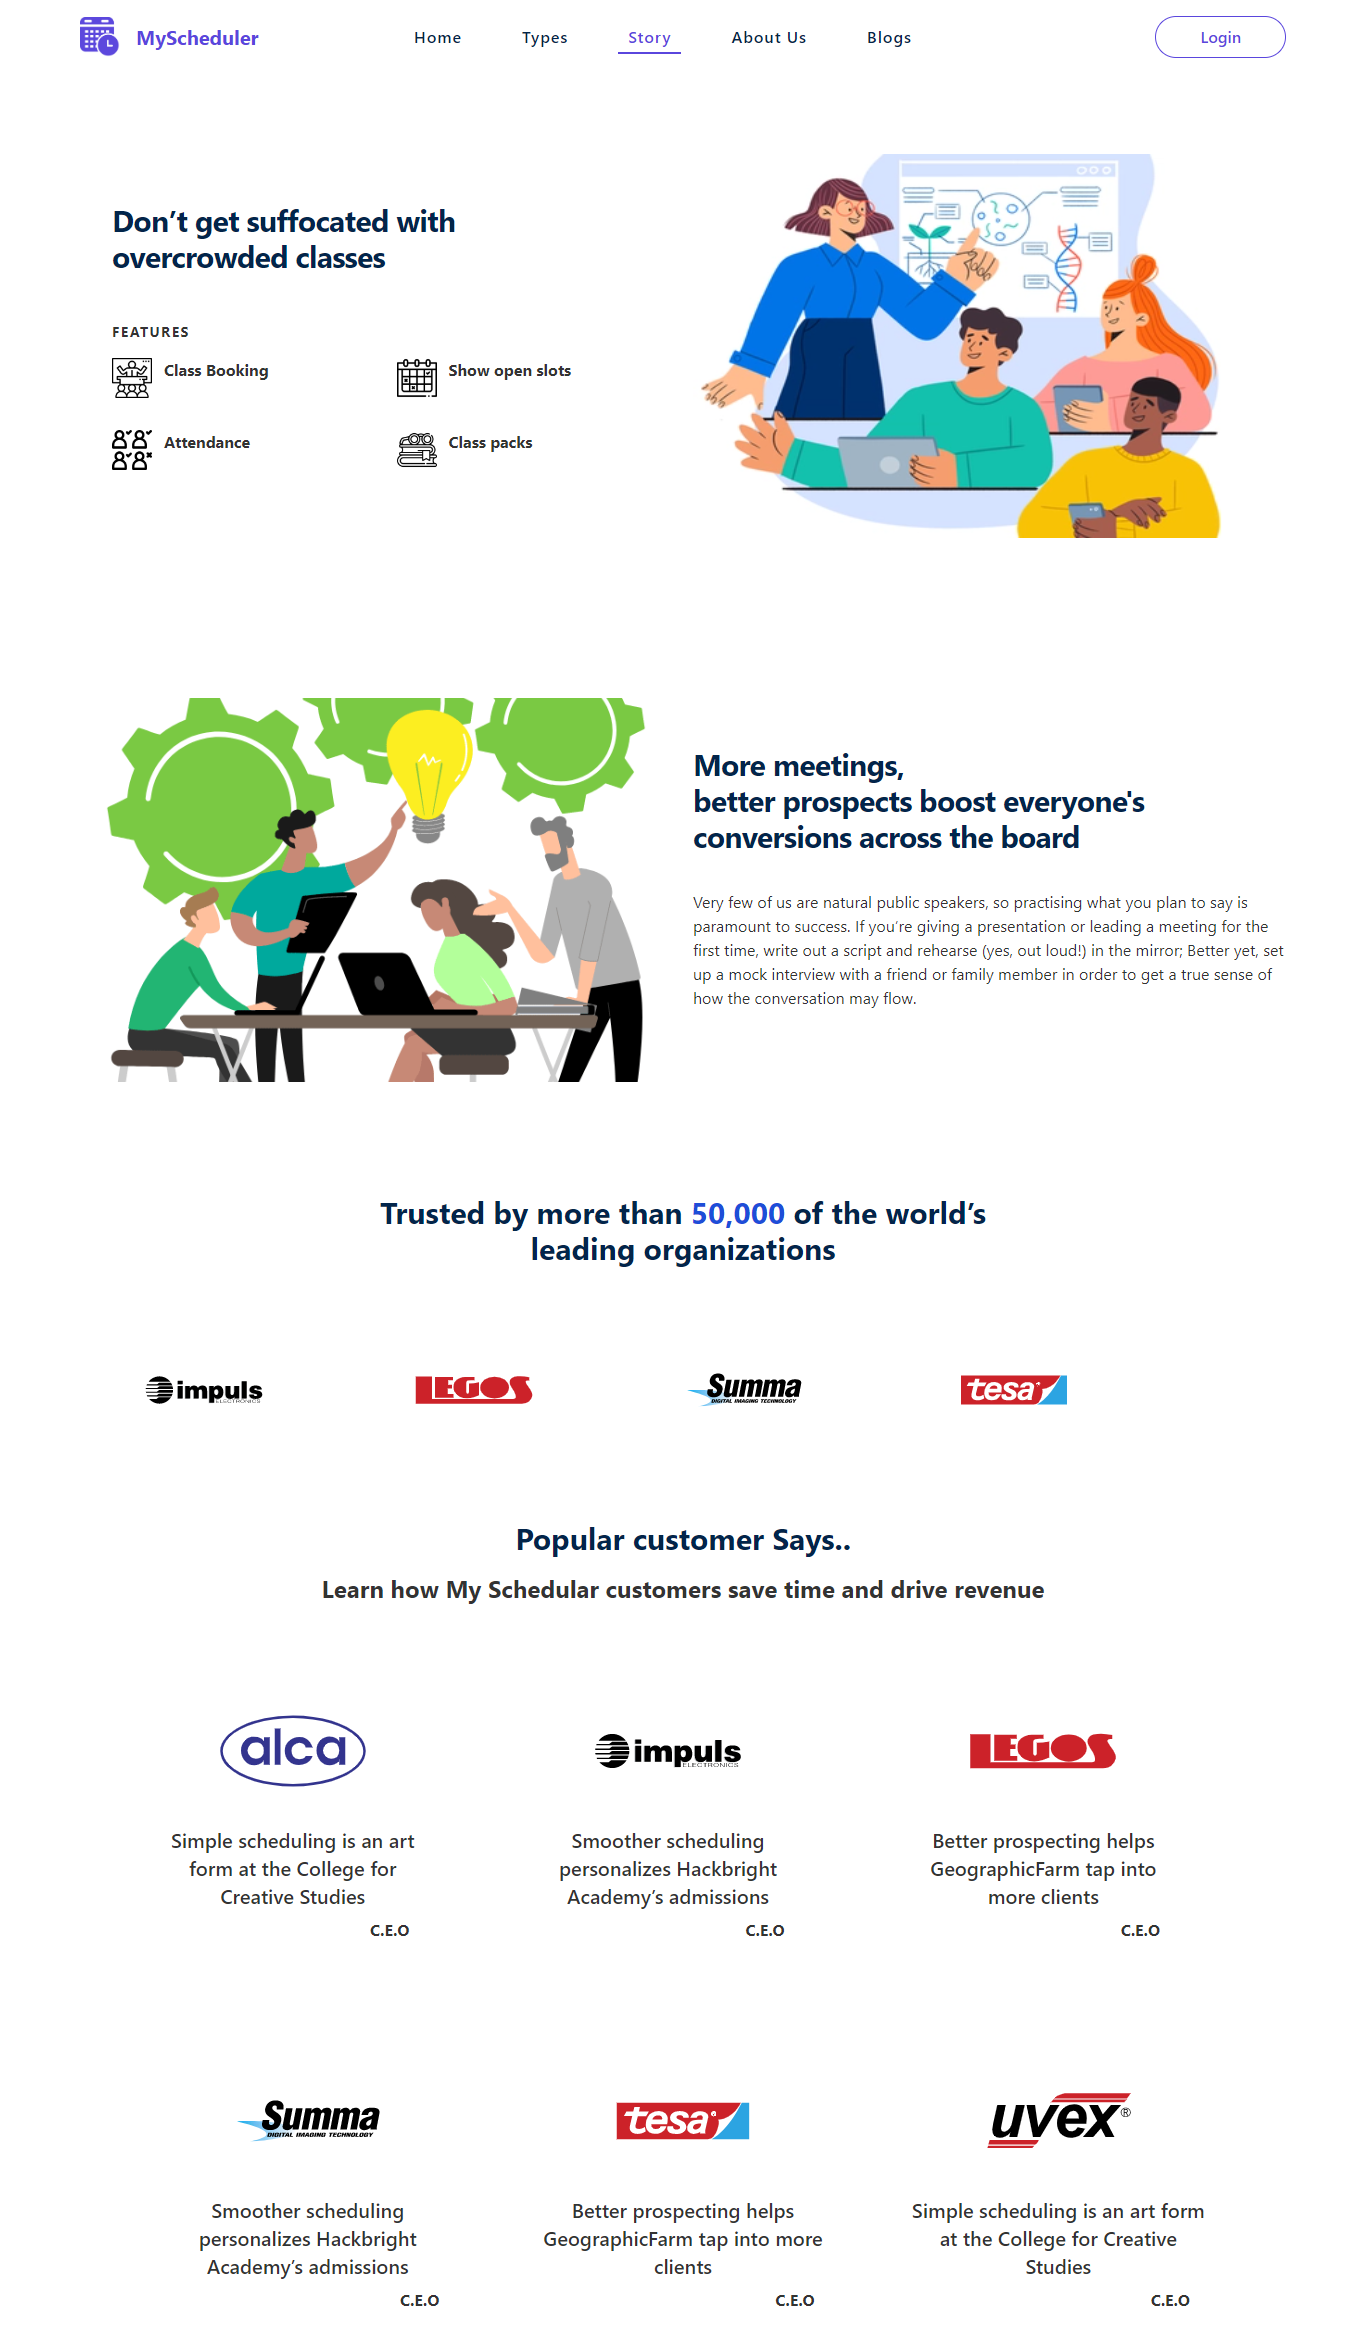 MyScheduler
Home
Types
Story
About Us
Blogs
Login
Don’t get suffocated with
overcrowded classes
FEATURES
Class Booking
Show open slots
Attendance
Class packs
More meetings,
better prospects boost everyone's
conversions across the board
Very few of us are natural public speakers, so practising what you plan to say is
paramount to success. If you’re giving a presentation or leading a meeting for the
first time, write out a script and rehearse (yes, out loud!) in the mirror; Better yet, set
up a mock interview with a friend or family member in order to get a true sense of
how the conversation may flow.
Trusted by more than 50,000 of the world’s
leading organizations
impuls
ELECTRONICS
LEGOS
Summa
DIGITAL IMAGING TECHNOLOGY
tesa
Popular customer Says..
Learn how My Schedular customers save time and drive revenue
alca
impuls
ELECTRONICS
LEGOS
Simple scheduling is an art
form at the College for
Creative Studies
C.E.O
Smoother scheduling
personalizes Hackbright
Academy’s admissions
C.E.O
Better prospecting helps
GeographicFarm tap into
more clients
C.E.O
Summa
DIGITAL IMAGING TECHNOLOGY
tesa
uvex®
Smoother scheduling
personalizes Hackbright
Academy’s admissions
C.E.O
Better prospecting helps
GeographicFarm tap into more
clients
C.E.O
Simple scheduling is an art form
at the College for Creative
Studies
C.E.O